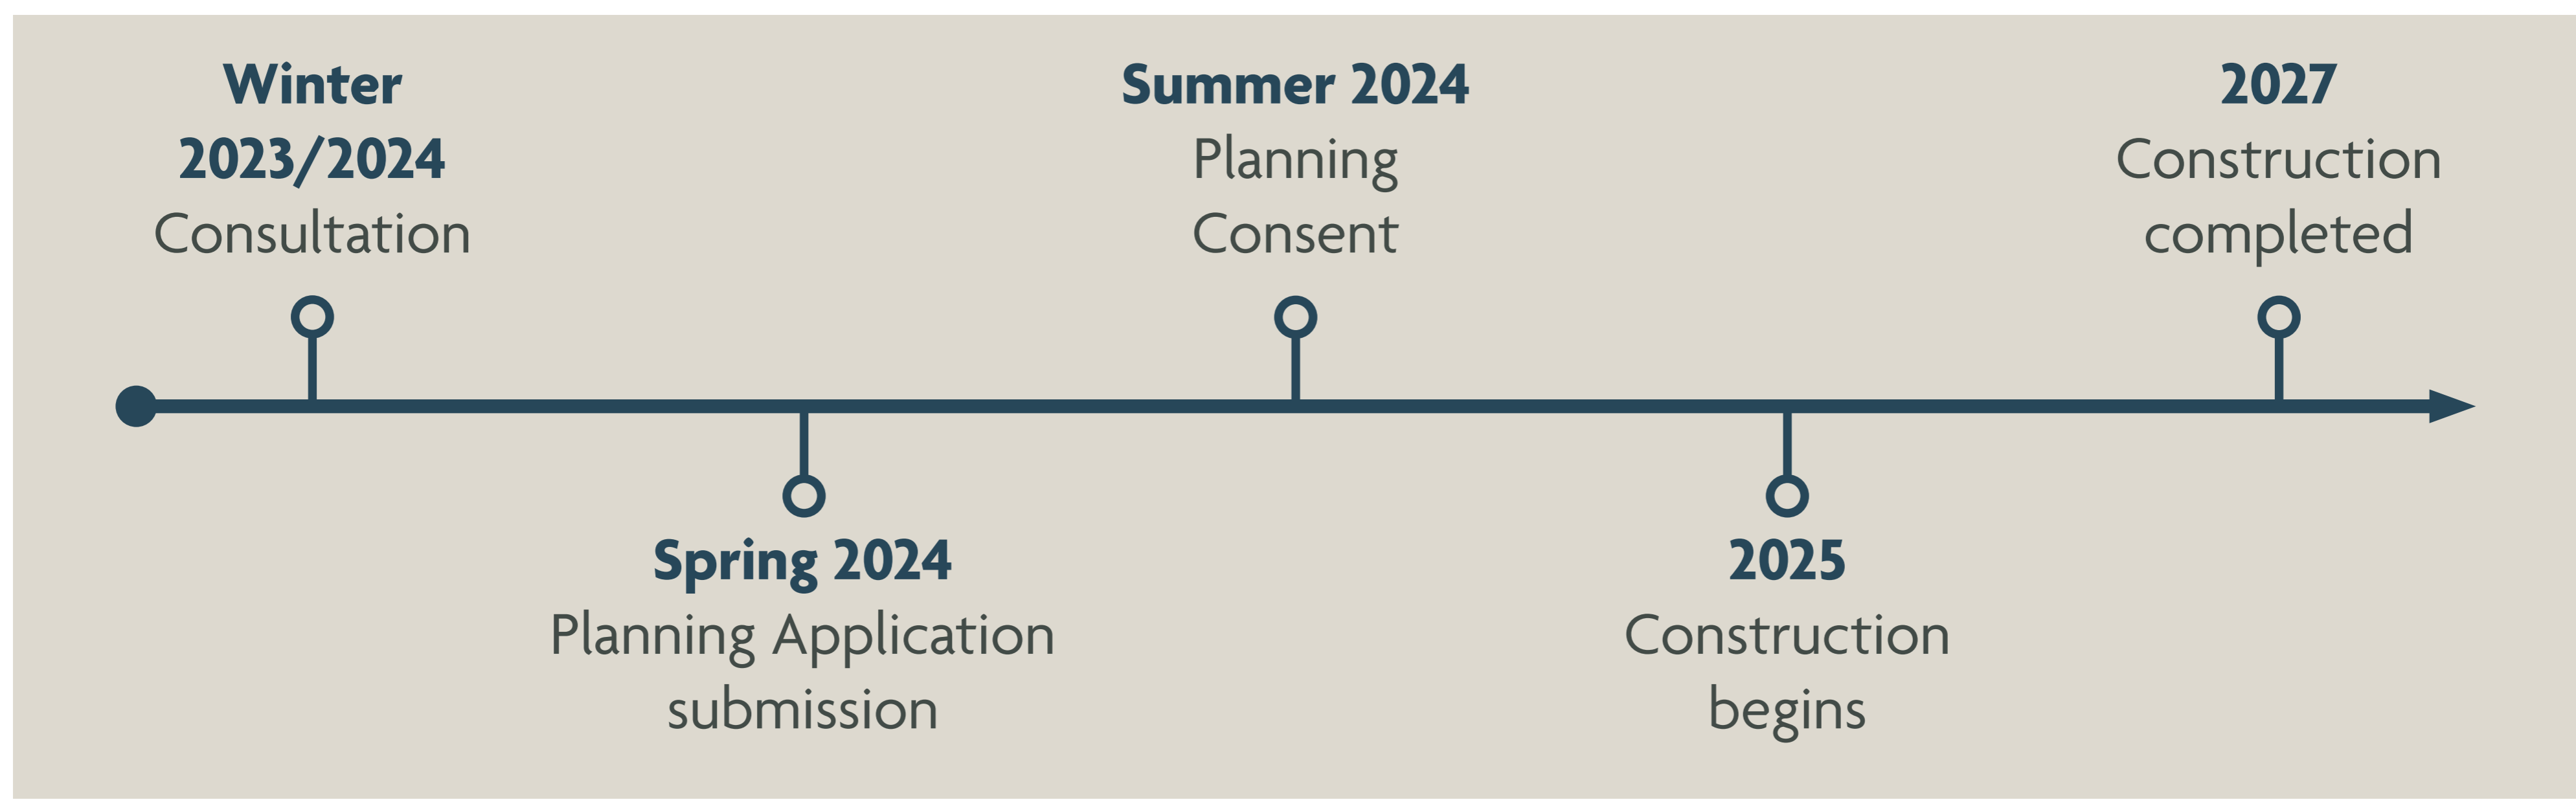 Winter
2023/2024
Consultation
Spring 2024
Planning Application
submission
Summer 2024
Planning
Consent
2025
Construction
begins
2027
Construction
completed